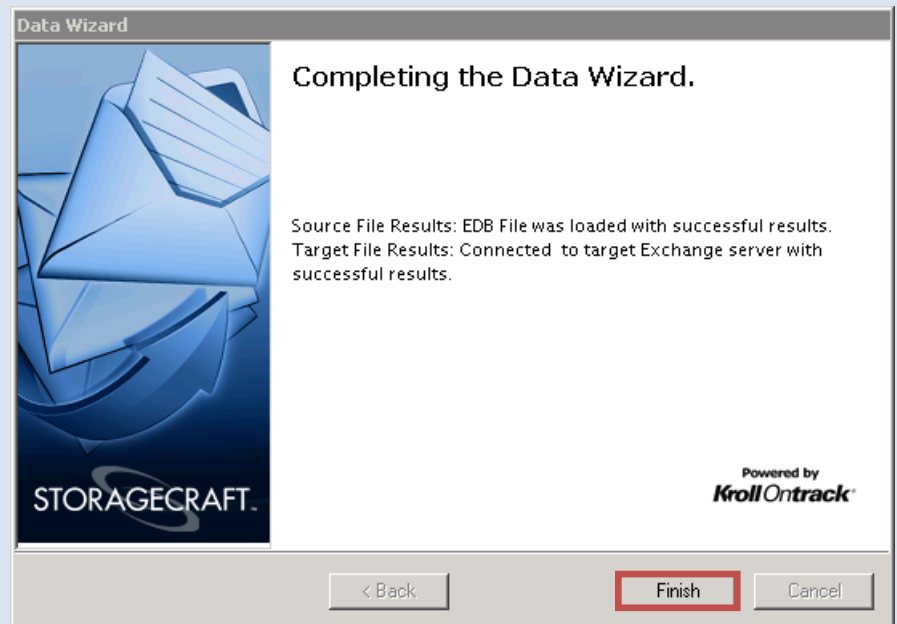 Data Wizard
Completing the Data Wizard.
Source File Results: EDB File was loaded with successful results.
Target File Results: Connected  to target Exchange server with
successful results.
STORAGECRAFT.
Powered by
KrollOntrack
< Back
Finish
Cancel